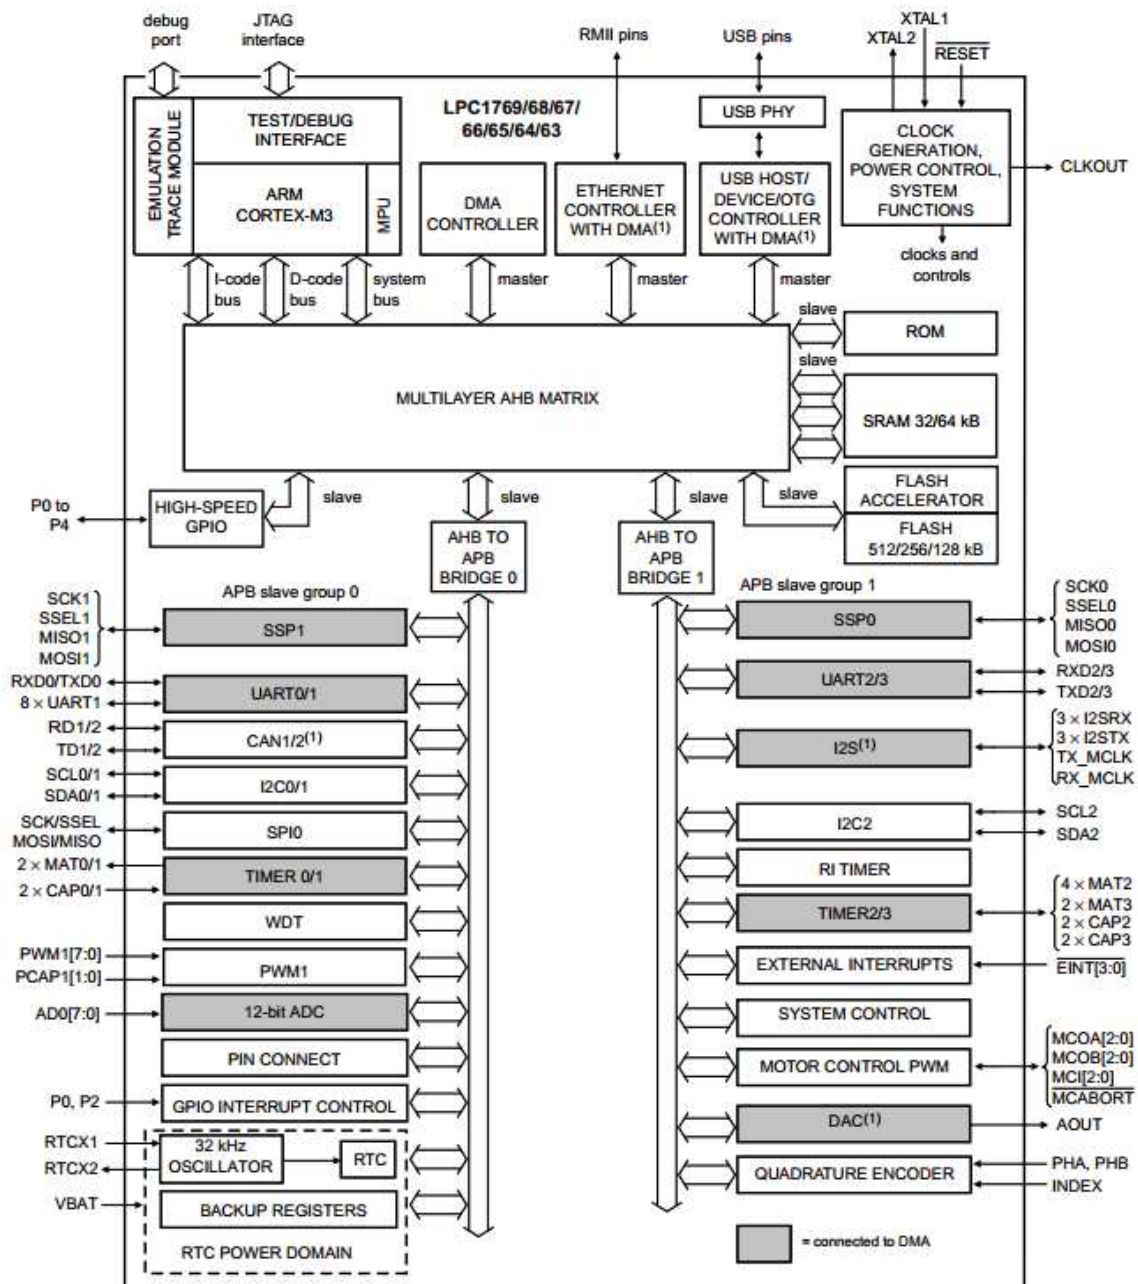 debug
port
JTAG
interface
RMII pins
USB pins
XTAL1
XTAL2
RESET
LPC1769/68/67/
66/65/64/63
EMULATION
TRACE MODULE
TEST/DEBUG
INTERFACE
ARM
CORTEX-M3
MPU
DMA
CONTROLLER
ETHERNET
CONTROLLER
WITH DMA(1)
USB PHY
USB HOST/
DEVICE/OTG
CONTROLLER
WITH DMA(1)
CLOCK
GENERATION,
POWER CONTROL,
SYSTEM
FUNCTIONS
CLKOUT
clocks and
controls
I-code
bus
D-code
bus
system
bus
master
master
master
MULTILAYER AHB MATRIX
slave
ROM
slave
SRAM 32/64 kB
P0 to
P4
HIGH-SPEED
GPIO
slave
slave
slave
slave
FLASH
ACCELERATOR
FLASH
512/256/128 kB
AHB TO
APB
BRIDGE 0
AHB TO
APB
BRIDGE 1
APB slave group 0
SCK1
SSEL1
MISO1
MOSI1
SSP1
RXD0/TXD0
8 × UART1
UART0/1
RD1/2
TD1/2
CAN1/2(1)
SCL0/1
SDA0/1
I2C0/1
SCK/SSEL
MOSI/MISO
SPI0
2 × MAT0/1
2 × CAP0/1
TIMER 0/1
WDT
PWM1[7:0]
PCAP1[1:0]
PWM1
AD0[7:0]
12-bit ADC
PIN CONNECT
P0, P2
GPIO INTERRUPT CONTROL
RTCX1
RTCX2
32 kHz
OSCILLATOR
RTC
VBAT
BACKUP REGISTERS
RTC POWER DOMAIN
APB slave group 1
SSP0
SCK0
SSEL0
MISO0
MOSI0
UART2/3
RXD2/3
TXD2/3
I2S(1)
3 × I2SRX
3 × I2STX
TX_MCLK
RX_MCLK
I2C2
SCL2
SDA2
RI TIMER
TIMER2/3
4 × MAT2
2 × MAT3
2 × CAP2
2 × CAP3
EXTERNAL INTERRUPTS
EINT[3:0]
SYSTEM CONTROL
MOTOR CONTROL PWM
MCOA[2:0]
MCOB[2:0]
MCI[2:0]
MCABORT
DAC(1)
AOUT
QUADRATURE ENCODER
PHA, PHB
INDEX
= connected to DMA